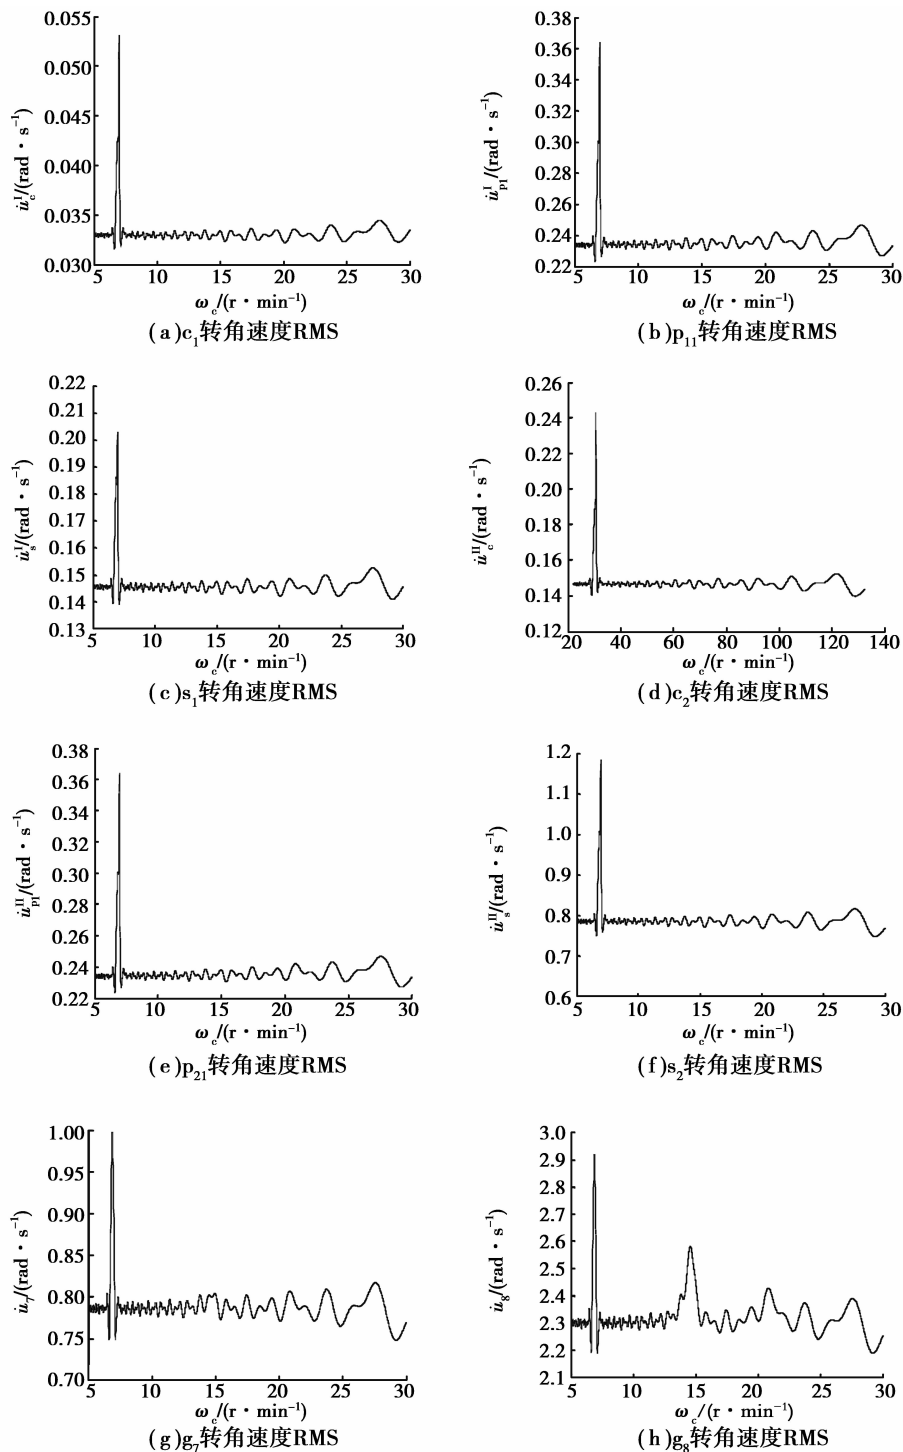 0.055
0.050
0.045
0.040
0.035
0.030
u̇_c^I/(rad・s⁻¹)
5 10 15 20 25 30
ω_c/(r・min⁻¹)
(a)c₁转角速度RMS
0.38
0.36
0.34
0.32
0.30
0.28
0.26
0.24
0.22
u̇_p1^I/(rad・s⁻¹)
5 10 15 20 25 30
ω_c/(r・min⁻¹)
(b)p₁₁转角速度RMS
0.22
0.21
0.20
0.19
0.18
0.17
0.16
0.15
0.14
0.13
u̇_s^I/(rad・s⁻¹)
5 10 15 20 25 30
ω_c/(r・min⁻¹)
(c)s₁转角速度RMS
0.26
0.24
0.22
0.20
0.18
0.16
0.14
0.12
u̇_c^II/(rad・s⁻¹)
20 40 60 80 100 120 140
ω_c/(r・min⁻¹)
(d)c₂转角速度RMS
0.38
0.36
0.34
0.32
0.30
0.28
0.26
0.24
0.22
u̇_p1^II/(rad・s⁻¹)
5 10 15 20 25 30
ω_c/(r・min⁻¹)
(e)p₂₁转角速度RMS
1.2
1.1
1.0
0.9
0.8
0.7
0.6
u̇_s^II/(rad・s⁻¹)
5 10 15 20 25 30
ω_c/(r・min⁻¹)
(f)s₂转角速度RMS
1.00
0.95
0.90
0.85
0.80
0.75
0.70
u̇₇/(rad・s⁻¹)
5 10 15 20 25 30
ω_c/(r・min⁻¹)
(g)g₇转角速度RMS
3.0
2.9
2.8
2.7
2.6
2.5
2.4
2.3
2.2
2.1
u̇₈/(rad・s⁻¹)
5 10 15 20 25 30
ω_c/(r・min⁻¹)
(h)g₈转角速度RMS